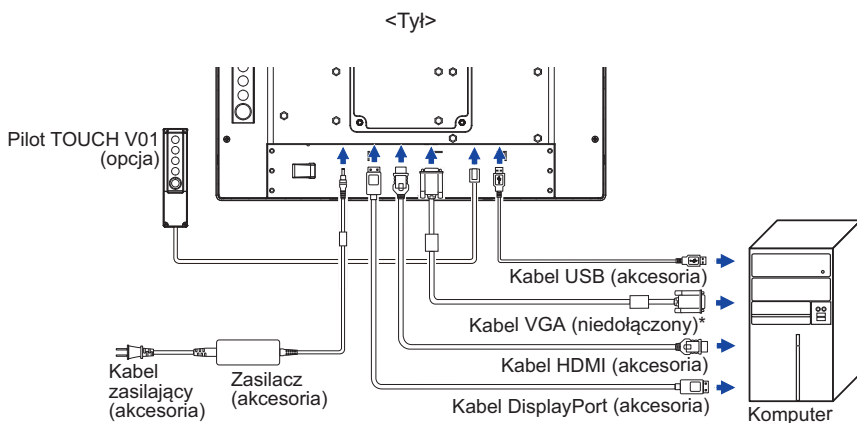 <Tył>
Pilot TOUCH V01
(opcja)
Kabel USB (akcesoria)
Kabel VGA (niedołączony)*
Kabel HDMI (akcesoria)
Kabel DisplayPort (akcesoria)
Kabel
zasilający
(akcesoria)
Zasilacz
(akcesoria)
Komputer